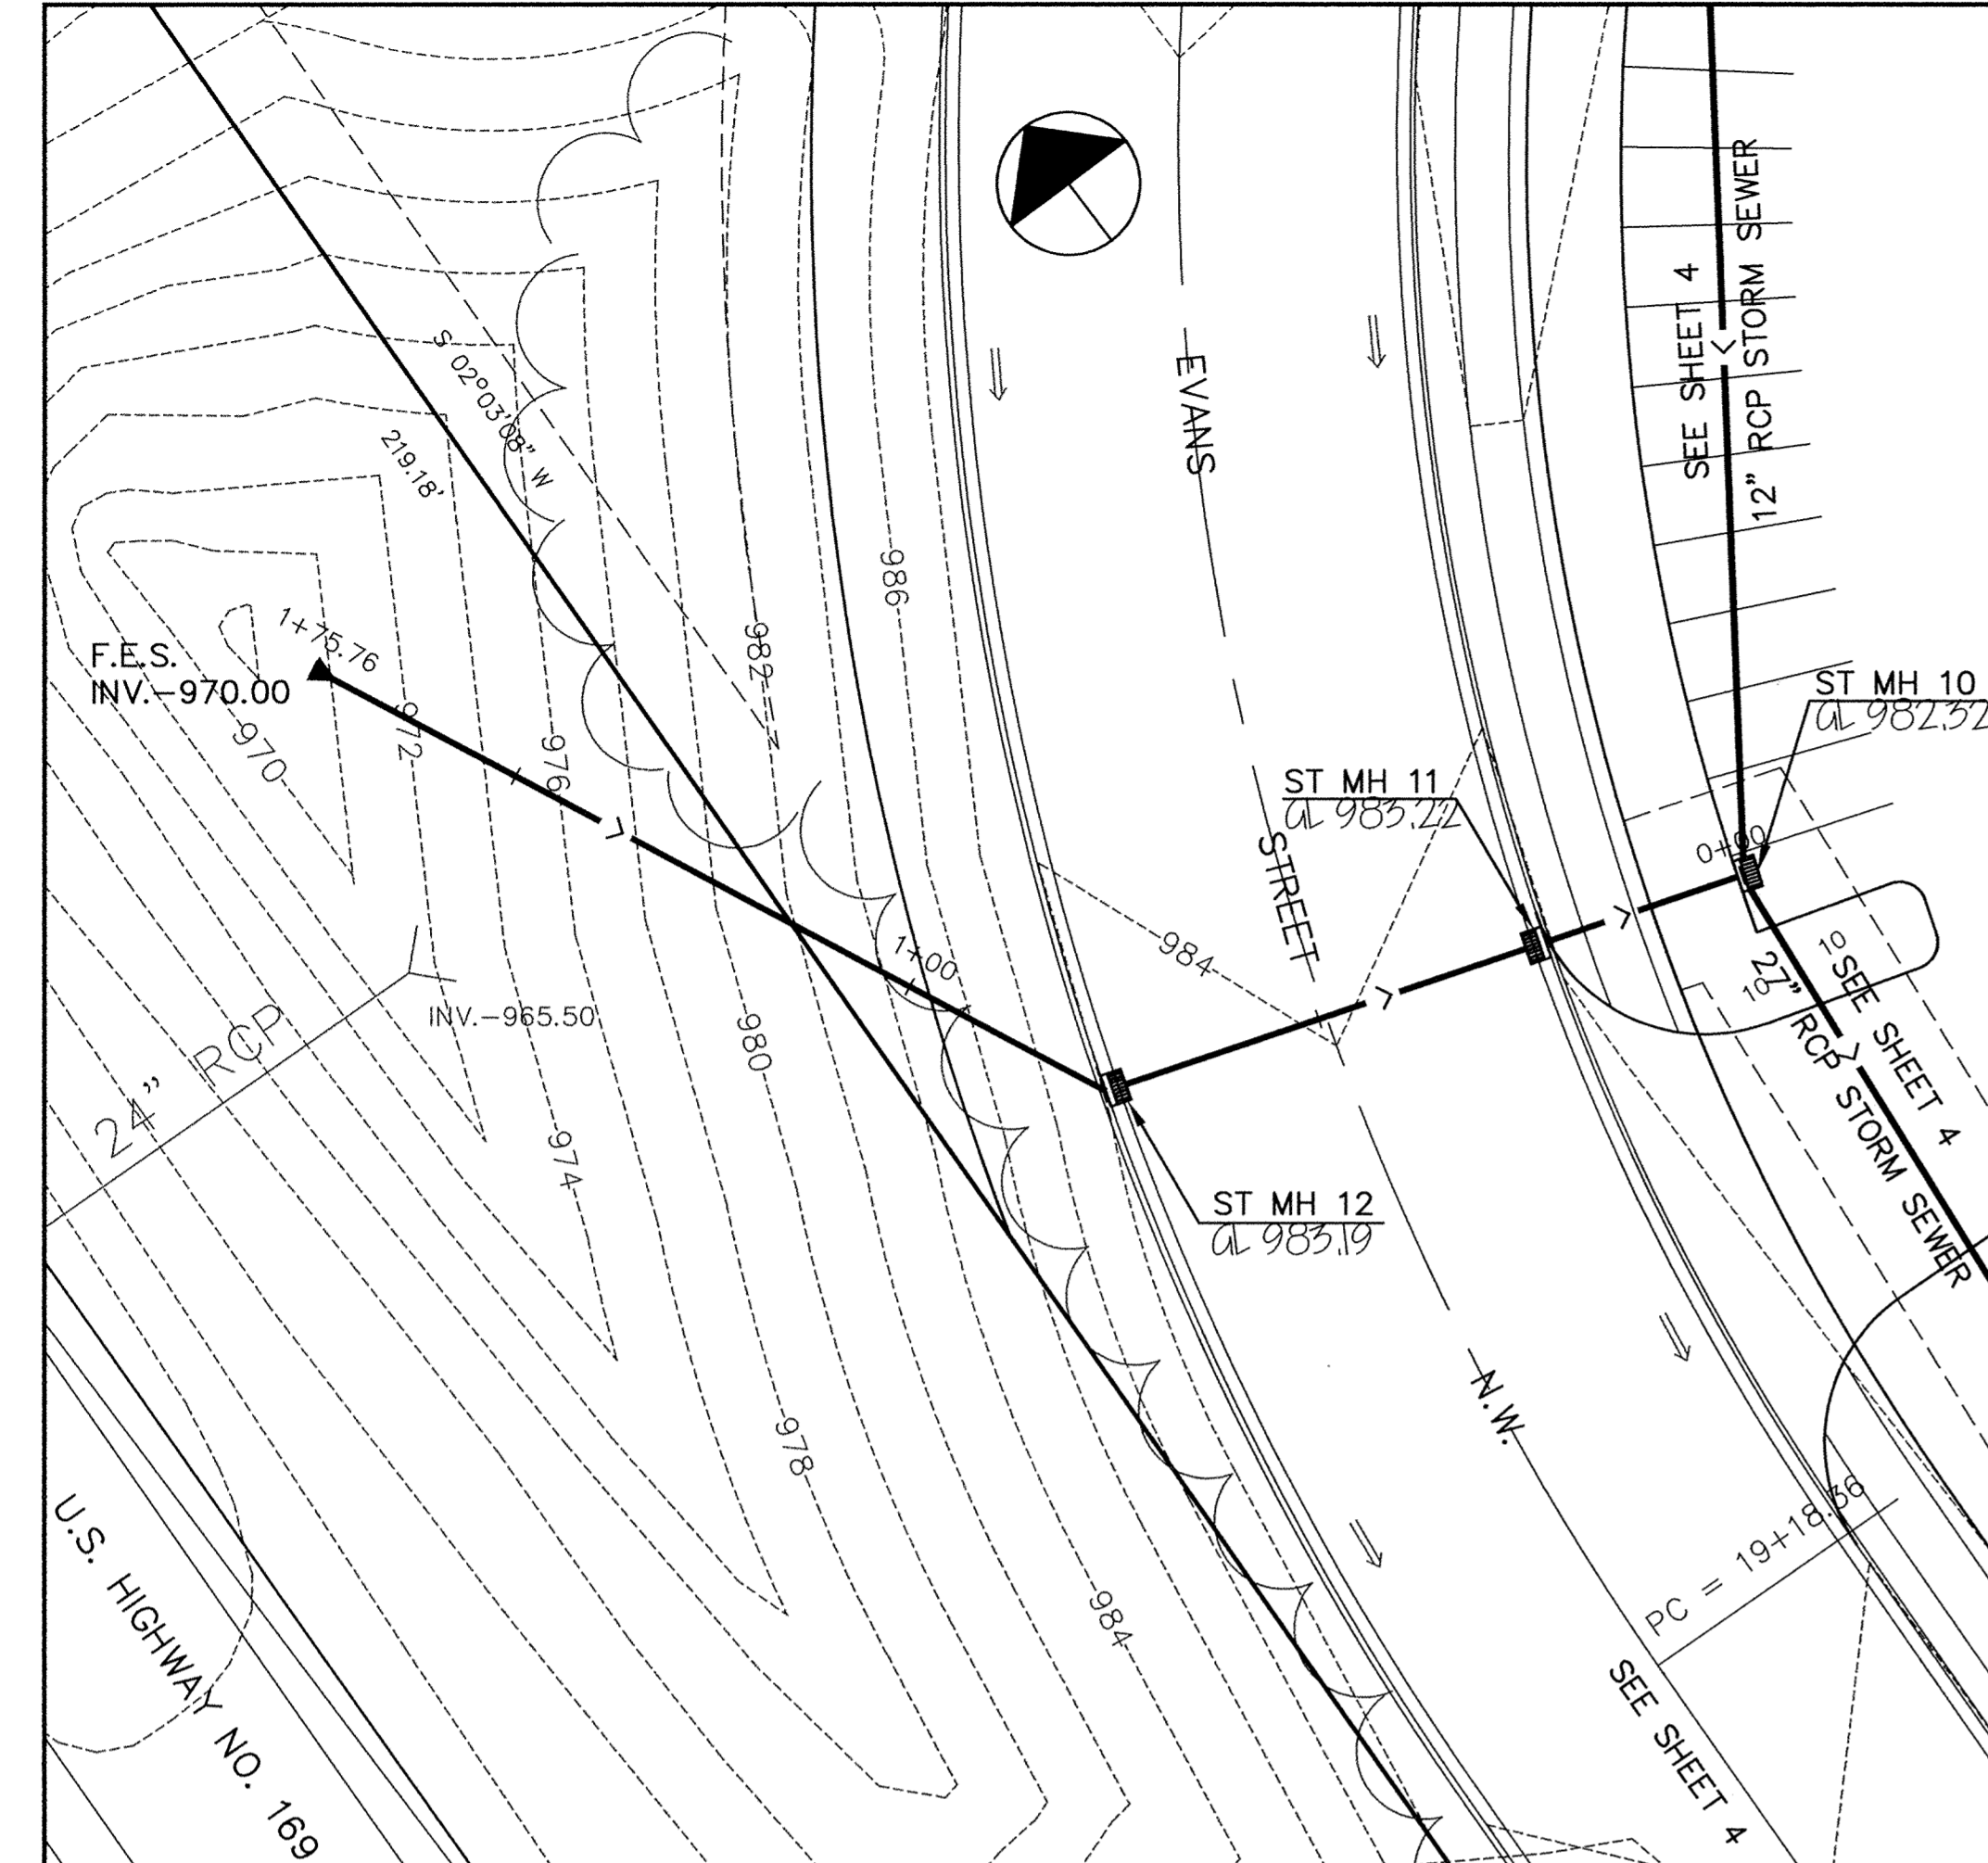 S 02°03'08" W
219.18'
EVANS
STREET
N.W.
SEE SHEET 4
12" RCP STORM SEWER
986
982
1+75.76
F.E.S.
INV.-970.00
970
972
976
ST MH 10
GL 982.32
ST MH 11
GL 983.22
0+00
984
1+00
10
10
27" RCP STORM SEWER
SEE SHEET 4
INV.-965.50
24" RCP
980
974
ST MH 12
GL 983.19
978
984
PC = 19+18.36
U.S. HIGHWAY NO. 169
SEE SHEET 4